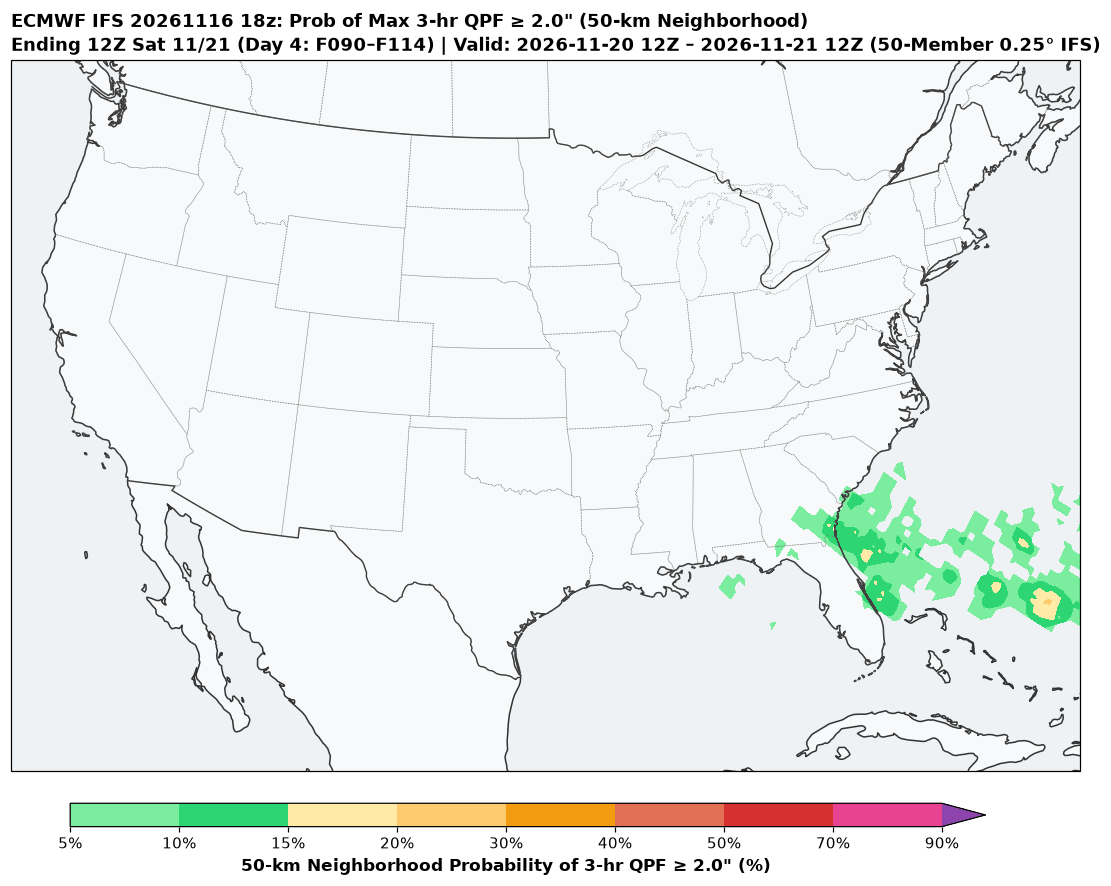 ECMWF IFS 20261116 18z: Prob of Max 3-hr QPF ≥ 2.0" (50-km Neighborhood)
Ending 12Z Sat 11/21 (Day 4: F090–F114) | Valid: 2026-11-20 12Z – 2026-11-21 12Z (50-Member 0.25° IFS)
5% 10% 15% 20% 30% 40% 50% 70% 90%
50-km Neighborhood Probability of 3-hr QPF ≥ 2.0" (%)